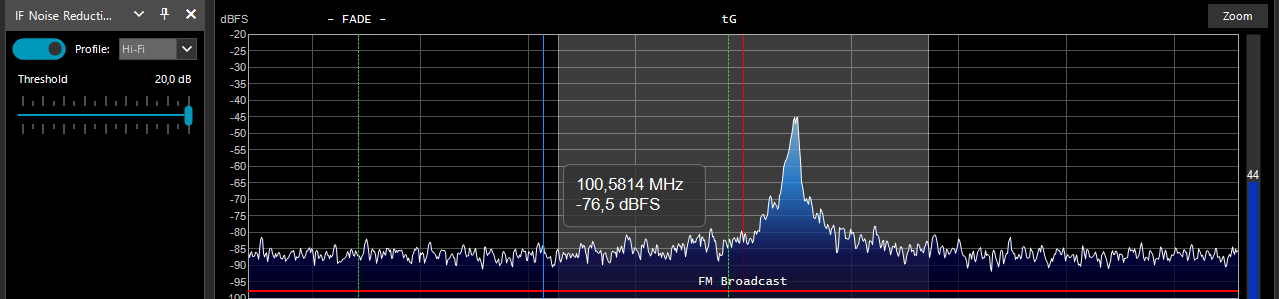 IF Noise Reducti...
Profile: Hi-Fi
Threshold 20,0 dB
dBFS - FADE - tG Zoom
-20
-25
-30
-35
-40
-45
-50
-55
-60
-65
-70
-75
-80
-85
-90
-95
-100
100,5814 MHz
-76,5 dBFS
FM Broadcast
44